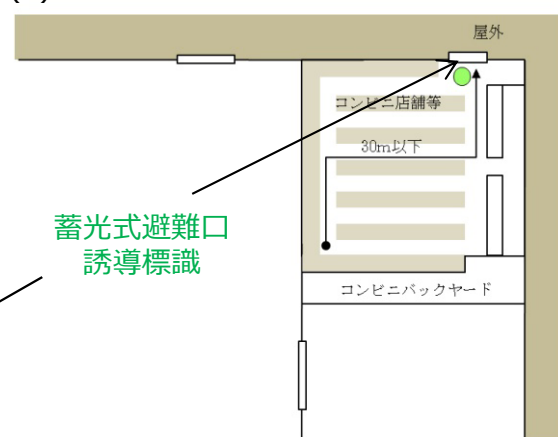 屋外
コンビニ店舗等
30m以下
蓄光式避難口
誘導標識
コンビニバックヤード